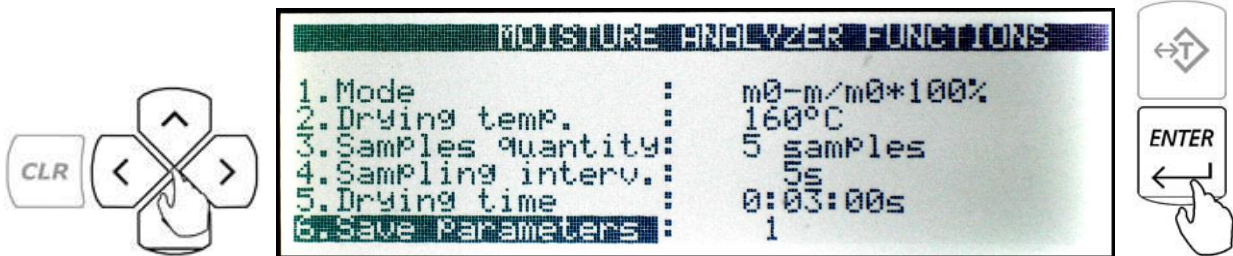 MOISTURE ANALYZER FUNCTIONS
1.Mode : m0-m/m0*100%
2.Drying temp. : 160°C
3.Samples quantity: 5 samples
4.Sampling interv.: 5s
5.Drying time : 0:03:00s
6.Save Parameters : 1
CLR
T
ENTER